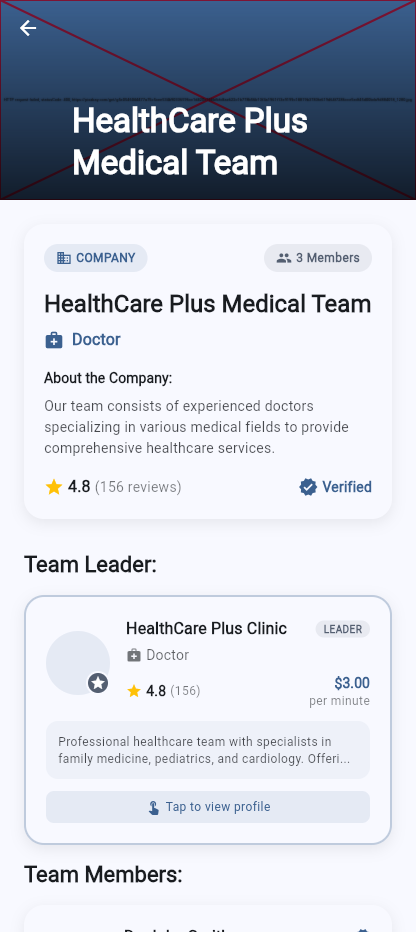 HealthCare Plus
Medical Team
COMPANY
3 Members
HealthCare Plus Medical Team
Doctor
About the Company:
Our team consists of experienced doctors
specializing in various medical fields to provide
comprehensive healthcare services.
4.8 (156 reviews)
Verified
Team Leader:
HealthCare Plus Clinic
LEADER
Doctor
4.8 (156)
$3.00
per minute
Professional healthcare team with specialists in
family medicine, pediatrics, and cardiology. Offeri...
Tap to view profile
Team Members: